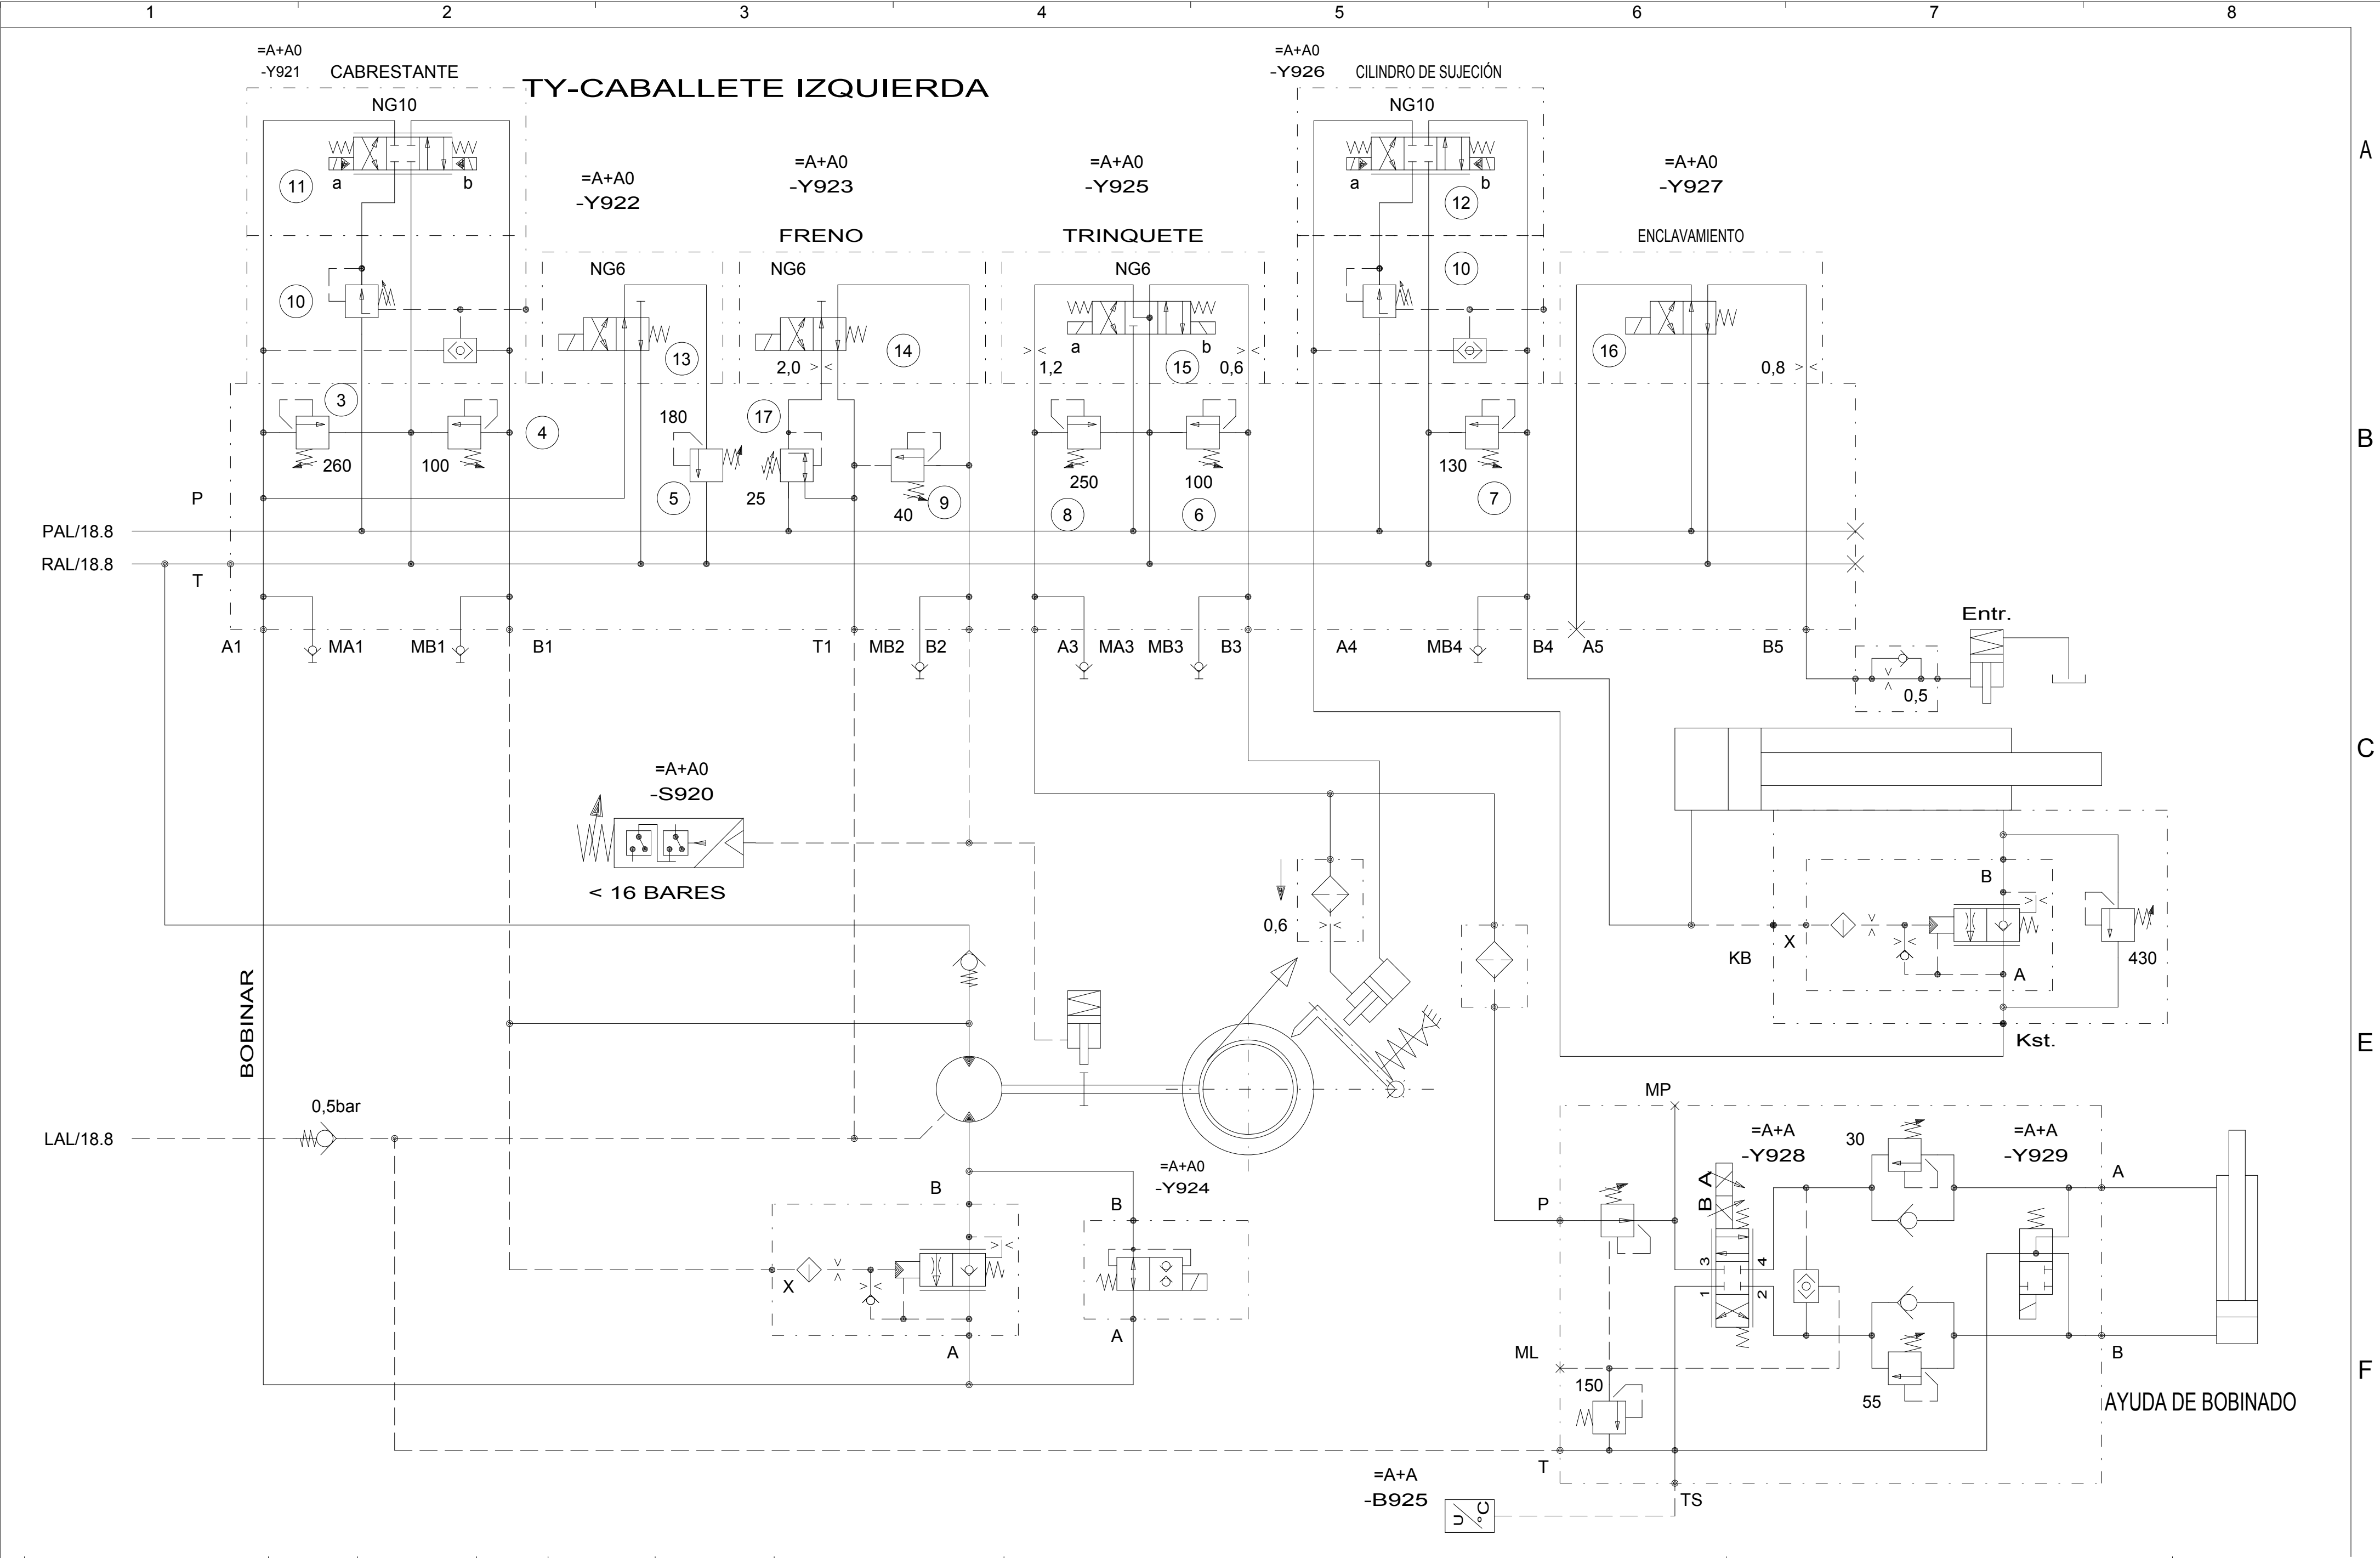 1 2 3 4 5 6 7 8
=A+A0 =A+A0
-Y921 CABRESTANTE -Y926 CILINDRO DE SUJECIÓN
TY-CABALLETE IZQUIERDA
NG10 NG10
A
=A+A0 =A+A0 =A+A0
-Y923 -Y925 -Y927
=A+A0
-Y922
11 a b a b 12
FRENO TRINQUETE ENCLAVAMIENTO
NG6 NG6 NG6 10
10
a b
13 14 16
2,0 1,2 15 0,6 0,8
3 180 17
4 B
260 100 130
250 100
P 5 25 9 7
40 8 6
PAL/18.8
RAL/18.8
T
Entr.
A1 MA1 MB1 B1 T1 MB2 B2 A3 MA3 MB3 B3 A4 MB4 B4 A5 B5
0,5
C
=A+A0
-S920
B
< 16 BARES
0,6
X
KB 430
A
BOBINAR
Kst. E
MP
0,5bar
LAL/18.8
=A+A 30 =A+A
-Y928 -Y929
=A+A0 A
-Y924
B A
B B P
3 4
X 1 2
A
A ML B
F
150
55 AYUDA DE BOBINADO
T
=A+A
-B925 TS
U °C